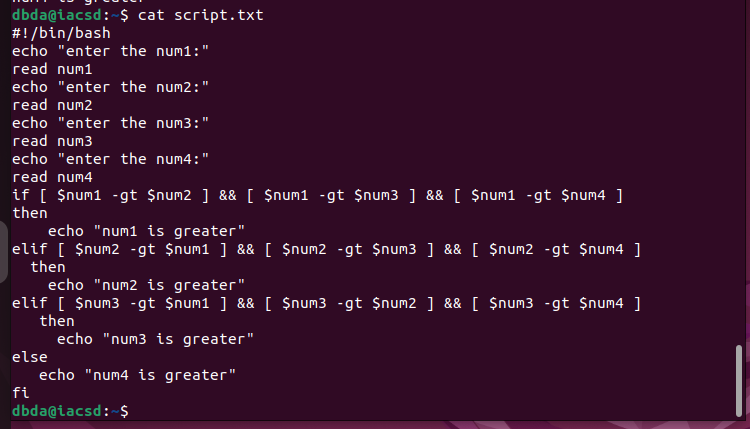 num1 is greater
dbda@iacsd:~$ cat script.txt
#!/bin/bash
echo "enter the num1:"
read num1
echo "enter the num2:"
read num2
echo "enter the num3:"
read num3
echo "enter the num4:"
read num4
if [ $num1 -gt $num2 ] && [ $num1 -gt $num3 ] && [ $num1 -gt $num4 ]
then
    echo "num1 is greater"
elif [ $num2 -gt $num1 ] && [ $num2 -gt $num3 ] && [ $num2 -gt $num4 ]
  then
    echo "num2 is greater"
elif [ $num3 -gt $num1 ] && [ $num3 -gt $num2 ] && [ $num3 -gt $num4 ]
   then
     echo "num3 is greater"
else
   echo "num4 is greater"
fi
dbda@iacsd:~$